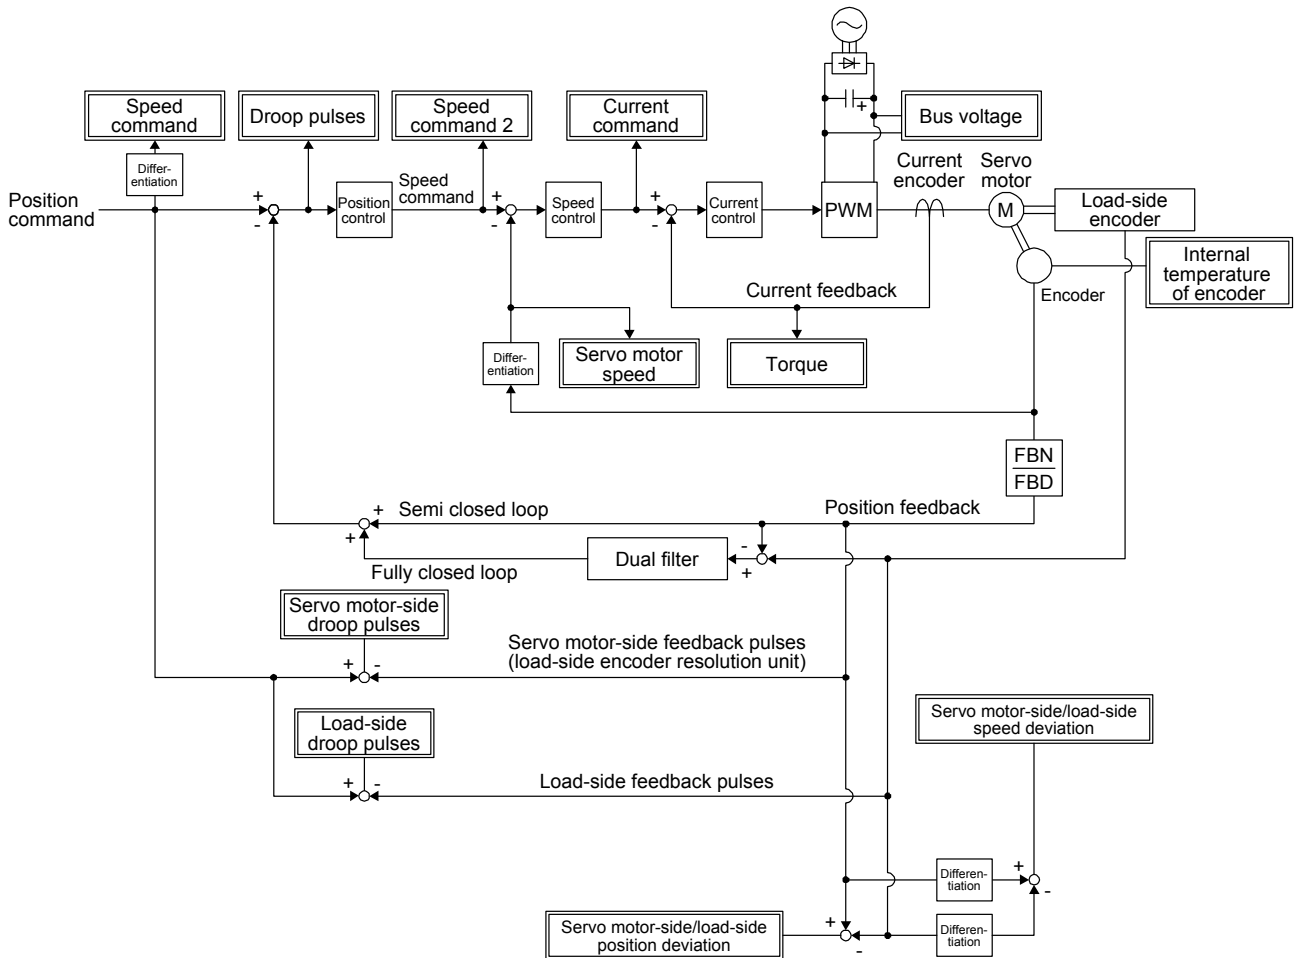 Speed
command
Droop pulses
Speed
command 2
Current
command
+
Bus voltage
Differ-
entiation
Current
encoder
Servo
motor
Position
command
+
-
Position
control
Speed
command
+
-
Speed
control
+
-
Current
control
PWM
M
Load-side
encoder
Internal
temperature
of encoder
Encoder
Current feedback
Differ-
entiation
Servo motor
speed
Torque
FBN
FBD
+
Semi closed loop
Position feedback
+
-
+
Dual filter
Fully closed loop
Servo motor-side
droop pulses
Servo motor-side feedback pulses
(load-side encoder resolution unit)
+
-
Load-side
droop pulses
Servo motor-side/load-side
speed deviation
+
-
Load-side feedback pulses
Differen-
tiation
+
-
Servo motor-side/load-side
position deviation
+
-
Differen-
tiation